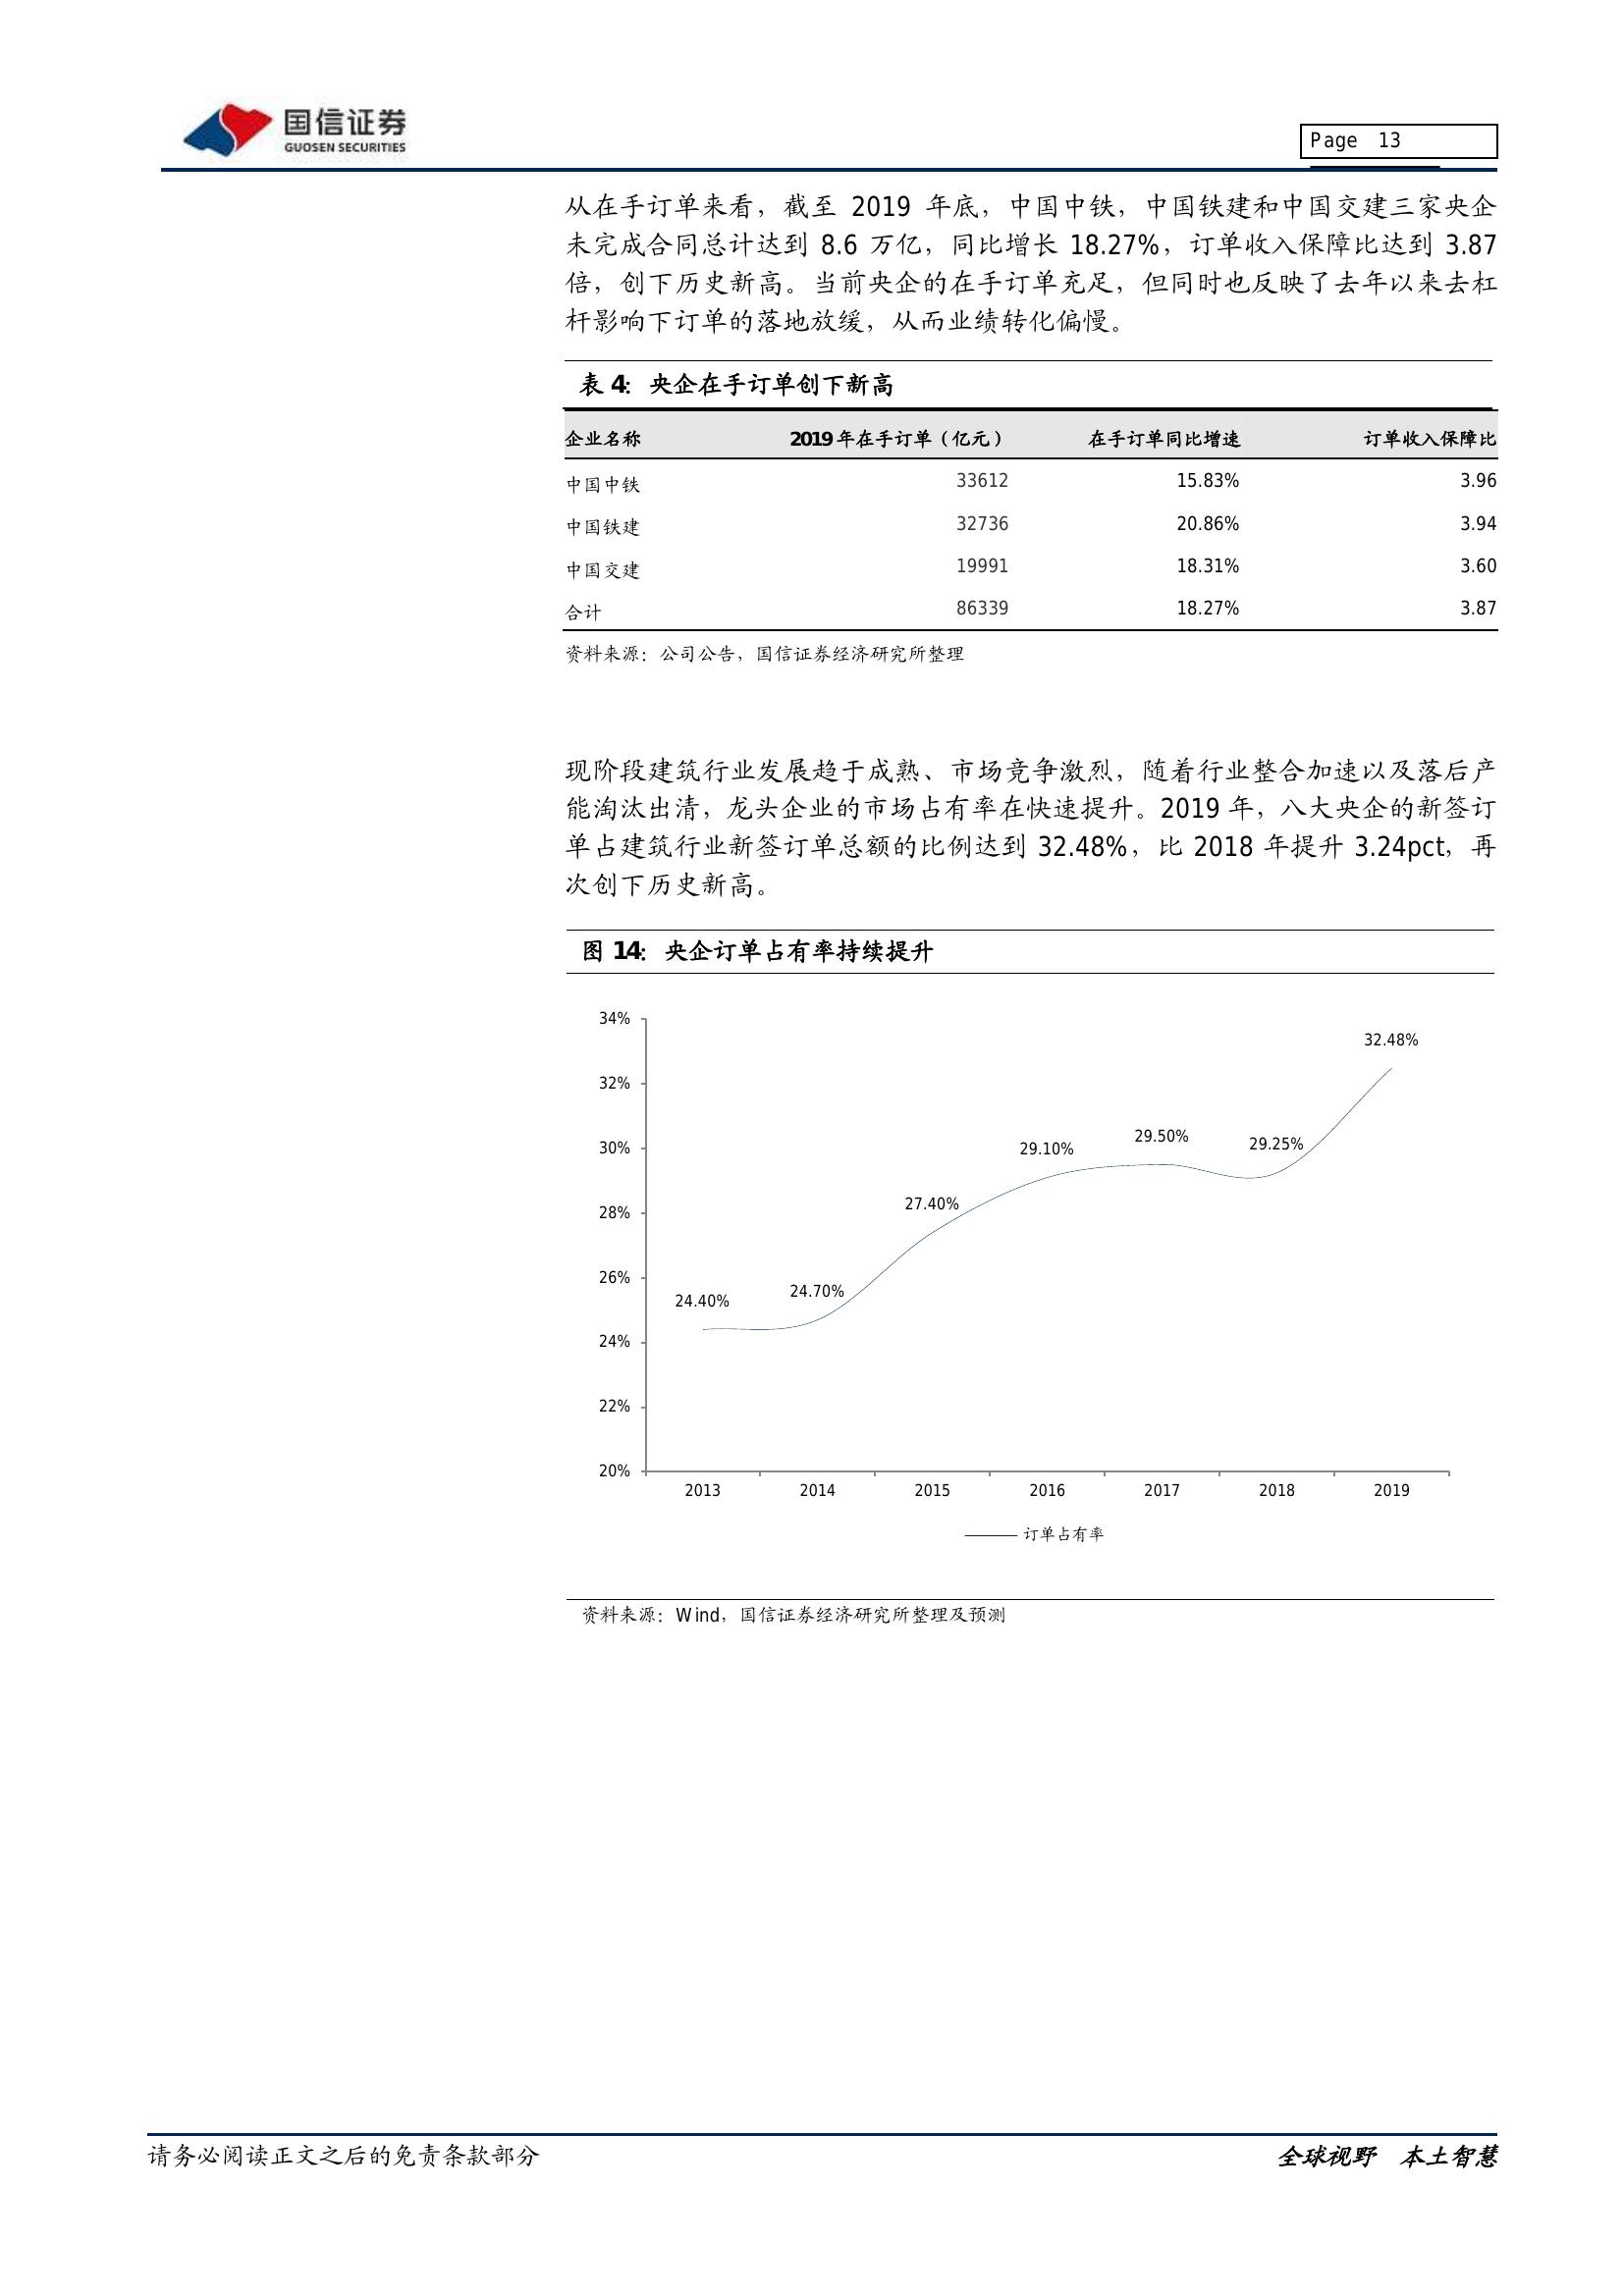 国信证券
GUOSEN SECURITIES
Page 13
从在手订单来看，截至 2019 年底，中国中铁，中国铁建和中国交建三家央企
未完成合同总计达到 8.6 万亿，同比增长 18.27%，订单收入保障比达到 3.87
倍，创下历史新高。当前央企的在手订单充足，但同时也反映了去年以来去杠
杆影响下订单的落地放缓，从而业绩转化偏慢。
表 4：央企在手订单创下新高
企业名称 2019 年在手订单（亿元） 在手订单同比增速 订单收入保障比
中国中铁 33612 15.83% 3.96
中国铁建 32736 20.86% 3.94
中国交建 19991 18.31% 3.60
合计 86339 18.27% 3.87
资料来源：公司公告，国信证券经济研究所整理
现阶段建筑行业发展趋于成熟、市场竞争激烈，随着行业整合加速以及落后产
能淘汰出清，龙头企业的市场占有率在快速提升。2019 年，八大央企的新签订
单占建筑行业新签订单总额的比例达到 32.48%，比 2018 年提升 3.24pct，再
次创下历史新高。
图 14：央企订单占有率持续提升
34%
32%
30%
28%
26%
24%
22%
20%
24.40%
24.70%
27.40%
29.10%
29.50%
29.25%
32.48%
2013 2014 2015 2016 2017 2018 2019
订单占有率
资料来源：Wind，国信证券经济研究所整理及预测
请务必阅读正文之后的免责条款部分
全球视野 本土智慧